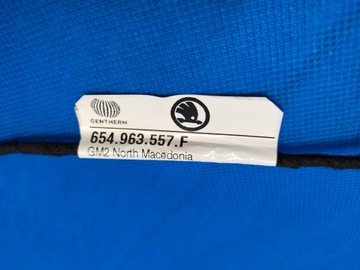 GENTHERM
654.963.557.F
GM2 North Macedonia